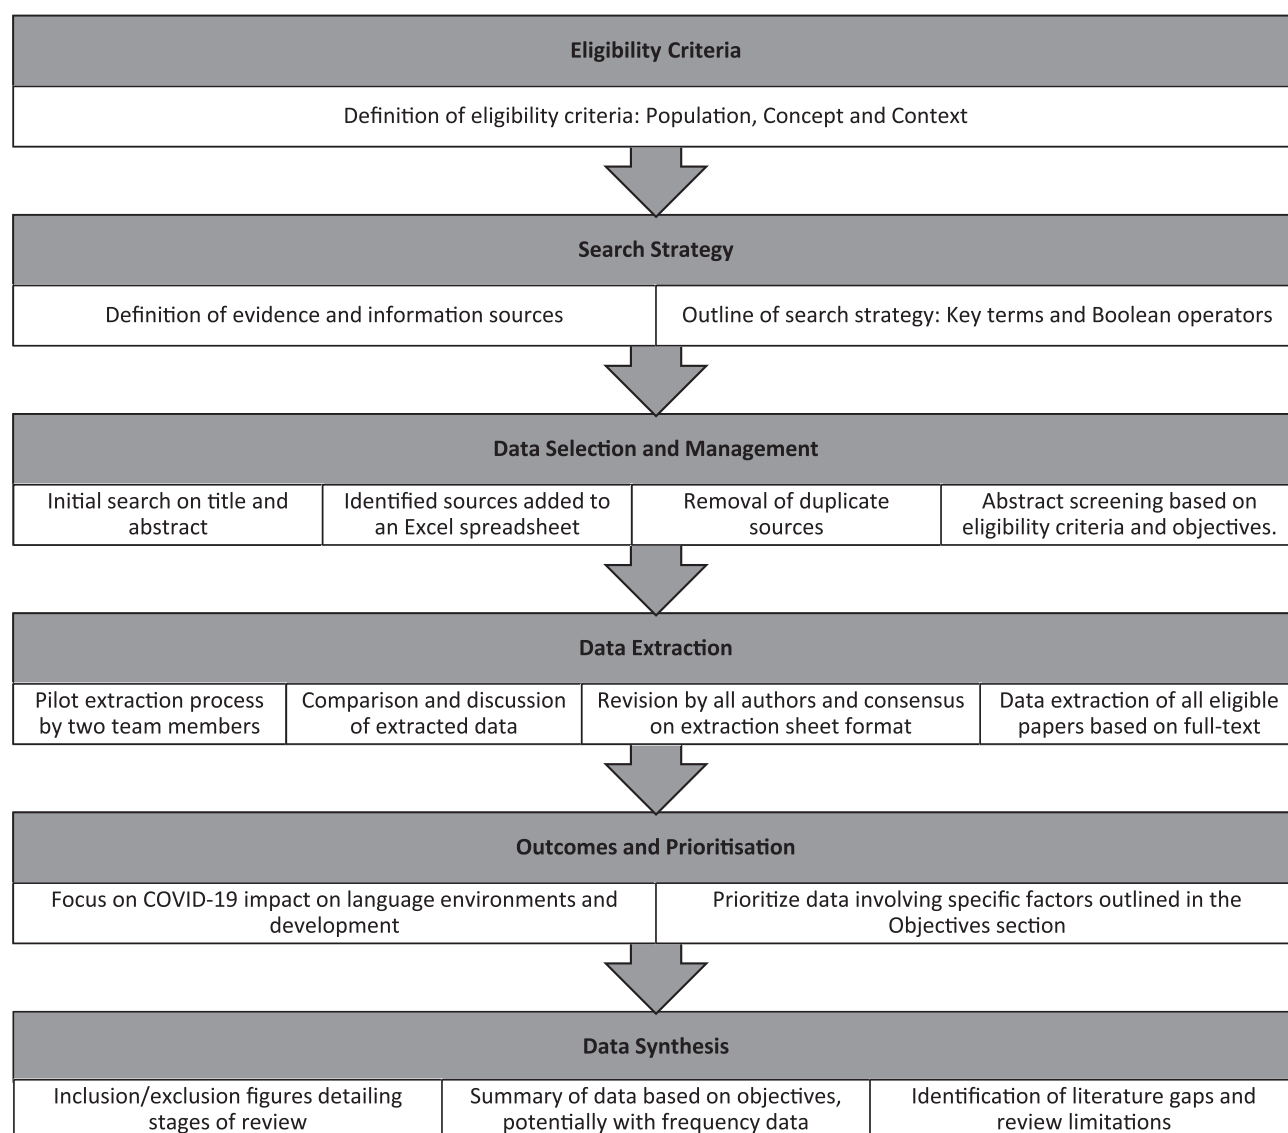 Eligibility Criteria
Definition of eligibility criteria: Population, Concept and Context
Search Strategy
Definition of evidence and information sources
Outline of search strategy: Key terms and Boolean operators
Data Selection and Management
Initial search on title and
abstract
Identified sources added to
an Excel spreadsheet
Removal of duplicate
sources
Abstract screening based on
eligibility criteria and objectives.
Data Extraction
Pilot extraction process
by two team members
Comparison and discussion
of extracted data
Revision by all authors and consensus
on extraction sheet format
Data extraction of all eligible
papers based on full-text
Outcomes and Prioritisation
Focus on COVID-19 impact on language environments and
development
Prioritize data involving specific factors outlined in the
Objectives section
Data Synthesis
Inclusion/exclusion figures detailing
stages of review
Summary of data based on objectives,
potentially with frequency data
Identification of literature gaps and
review limitations